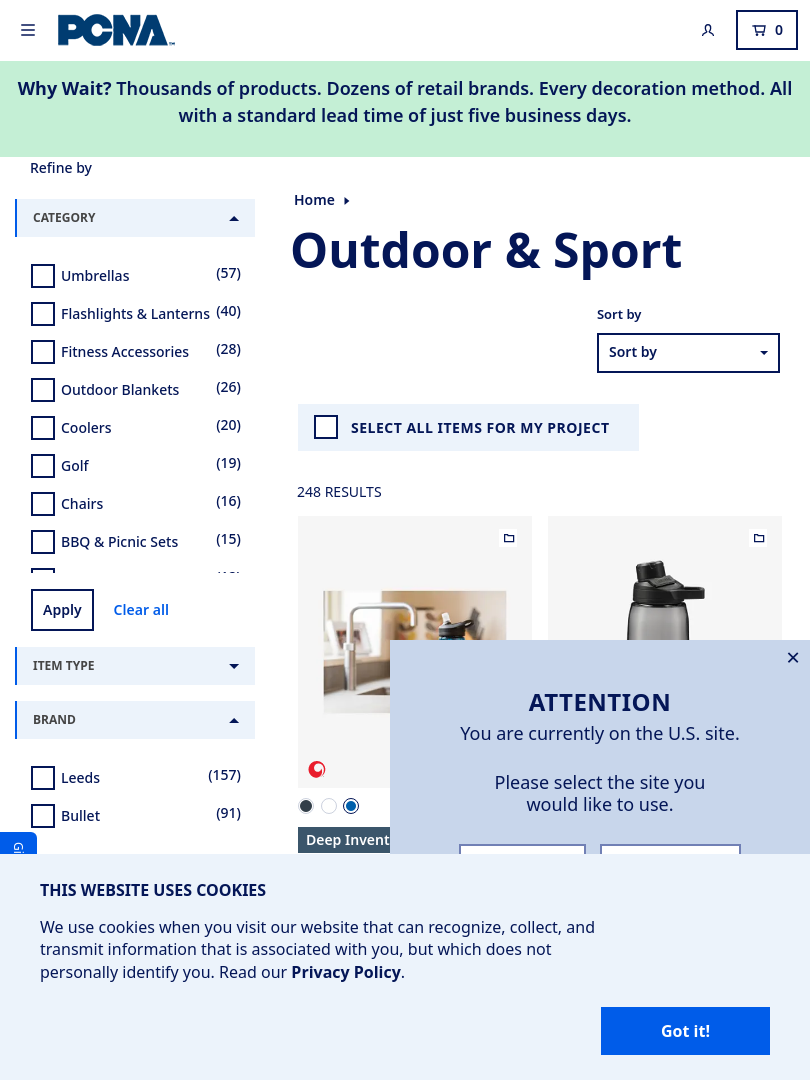 PCNA
0
Why Wait? Thousands of products. Dozens of retail brands. Every decoration method. All
with a standard lead time of just five business days.
Refine by
CATEGORY
Umbrellas (57)
Flashlights & Lanterns (40)
Fitness Accessories (28)
Outdoor Blankets (26)
Coolers (20)
Golf (19)
Chairs (16)
BBQ & Picnic Sets (15)
Apply Clear all
ITEM TYPE
BRAND
Leeds (157)
Bullet (91)
Home
Outdoor & Sport
Sort by
Sort by
SELECT ALL ITEMS FOR MY PROJECT
248 RESULTS
Deep Invent
ATTENTION
You are currently on the U.S. site.
Please select the site you
would like to use.
THIS WEBSITE USES COOKIES
We use cookies when you visit our website that can recognize, collect, and
transmit information that is associated with you, but which does not
personally identify you. Read our Privacy Policy.
Got it!